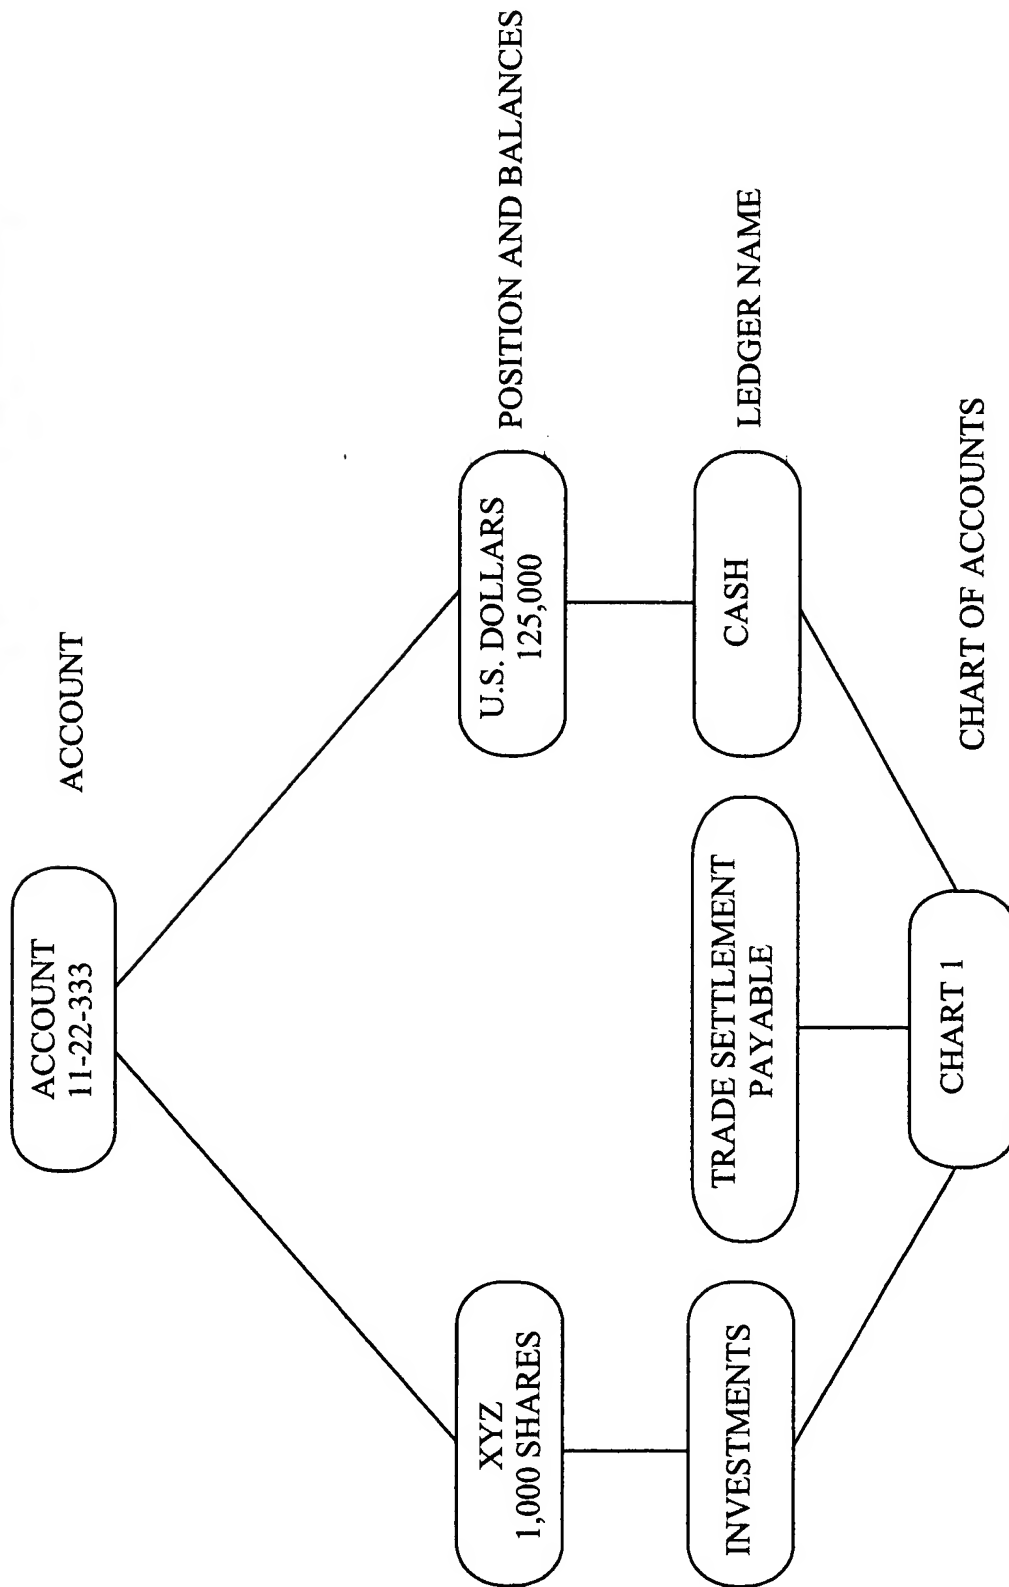 ACCOUNT
11-22-333
ACCOUNT
XYZ
1,000 SHARES
U.S. DOLLARS
125,000
POSITION AND BALANCES
INVESTMENTS
TRADE SETTLEMENT
PAYABLE
CASH
LEDGER NAME
CHART 1
CHART OF ACCOUNTS